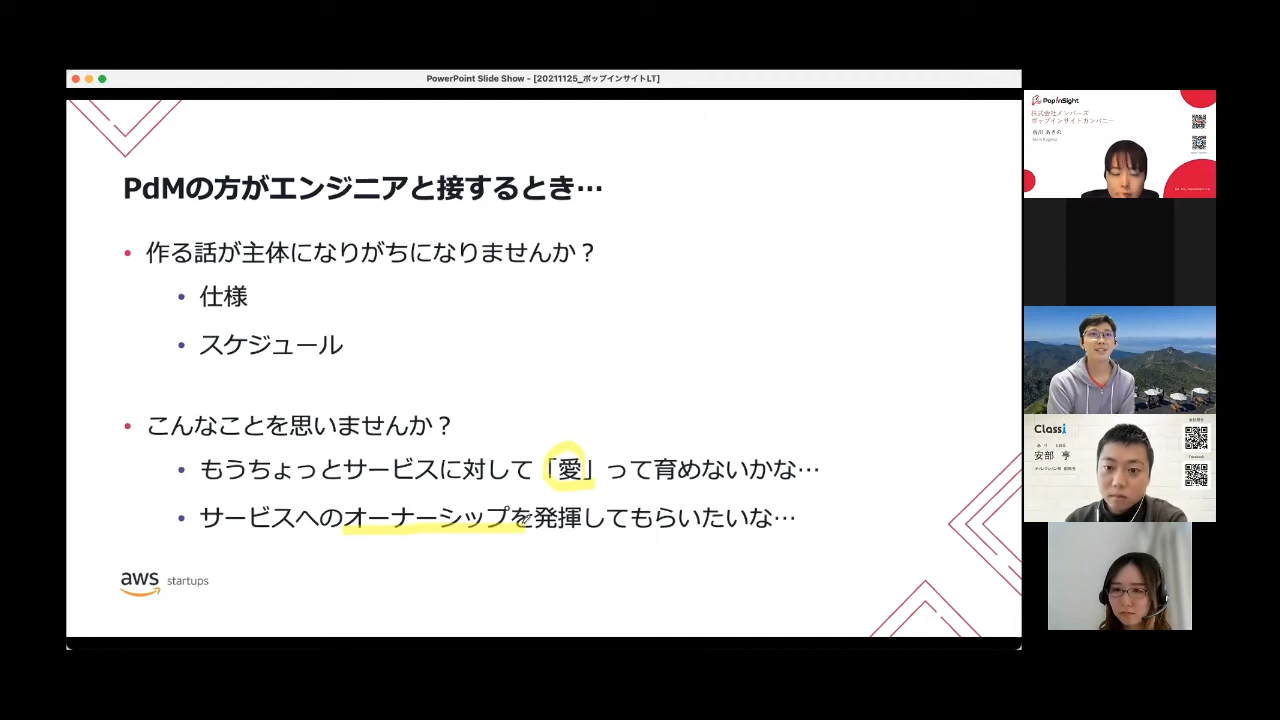 PowerPoint Slide Show - [20211125_ポップインサイトLT]
PdMの方がエンジニアと接するとき…
• 作る話が主体になりがちになりませんか？
• 仕様
• スケジュール
• こんなことを思いませんか？
• もうちょっとサービスに対して「愛」って育めないかな…
• サービスへのオーナーシップを発揮してもらいたいな…
aws startups
PopInSight
株式会社メンバーズ
ポップインサイトカンパニー
Classi
安部 亨